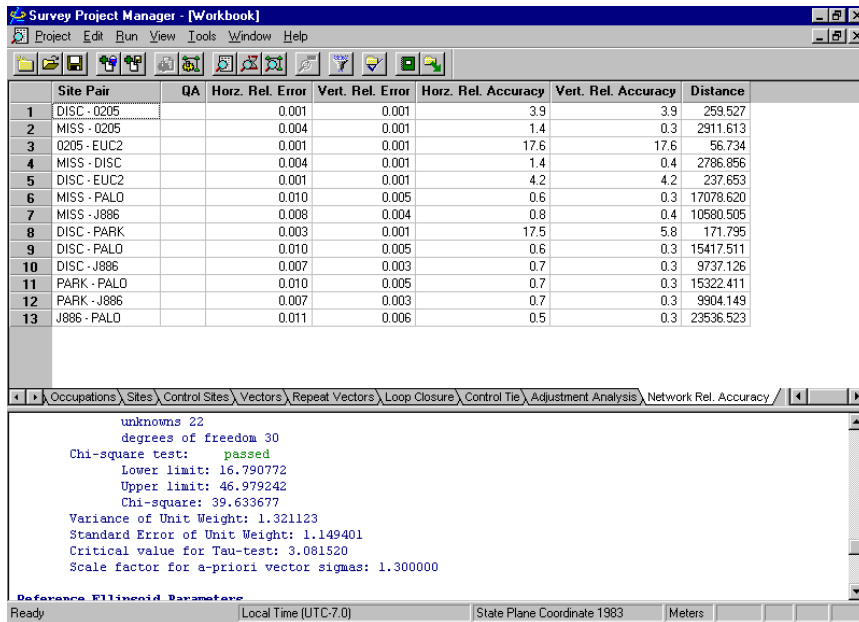 Survey Project Manager - [Workbook]
Project Edit Run View Tools Window Help
Site Pair QA Horz. Rel. Error Vert. Rel. Error Horz. Rel. Accuracy Vert. Rel. Accuracy Distance
1 DISC - 0205 0.001 0.001 3.9 3.9 259.527
2 MISS - 0205 0.004 0.001 1.4 0.3 2911.613
3 0205 - EUC2 0.001 0.001 17.6 17.6 56.734
4 MISS - DISC 0.004 0.001 1.4 0.4 2786.856
5 DISC - EUC2 0.001 0.001 4.2 4.2 237.653
6 MISS - PALO 0.010 0.005 0.6 0.3 17078.620
7 MISS - J886 0.008 0.004 0.8 0.4 10580.505
8 DISC - PARK 0.003 0.001 17.5 5.8 171.795
9 DISC - PALO 0.010 0.005 0.6 0.3 15417.511
10 DISC - J886 0.007 0.003 0.7 0.3 9737.126
11 PARK - PALO 0.010 0.005 0.7 0.3 15322.411
12 PARK - J886 0.007 0.003 0.7 0.3 9904.149
13 J886 - PALO 0.011 0.006 0.5 0.3 23536.523
Occupations Sites Control Sites Vectors Repeat Vectors Loop Closure Control Tie Adjustment Analysis Network Rel. Accuracy
unknowns 22
degrees of freedom 30
Chi-square test: passed
Lower limit: 16.790772
Upper limit: 46.979242
Chi-square: 39.633677
Variance of Unit Weight: 1.321123
Standard Error of Unit Weight: 1.149401
Critical value for Tau-test: 3.081520
Scale factor for a-priori vector sigmas: 1.300000
Reference Ellipsoid Parameters
Ready Local Time (UTC-7.0) State Plane Coordinate 1983 Meters